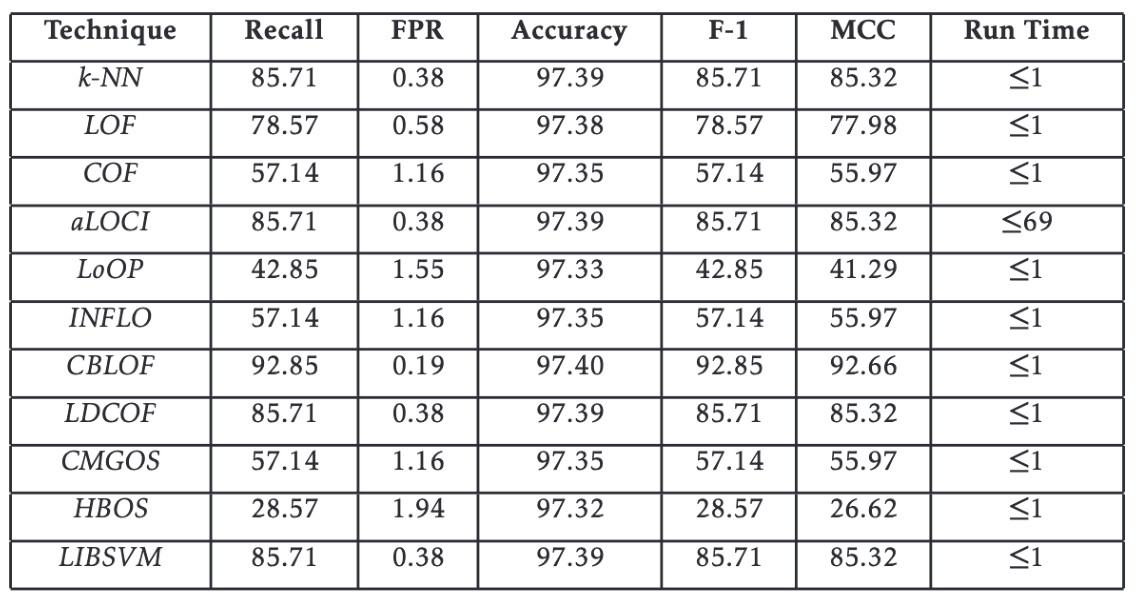 Technique Recall FPR Accuracy F-1 MCC Run Time
k-NN 85.71 0.38 97.39 85.71 85.32 ≤1
LOF 78.57 0.58 97.38 78.57 77.98 ≤1
COF 57.14 1.16 97.35 57.14 55.97 ≤1
aLOCI 85.71 0.38 97.39 85.71 85.32 ≤69
LoOP 42.85 1.55 97.33 42.85 41.29 ≤1
INFLO 57.14 1.16 97.35 57.14 55.97 ≤1
CBLOF 92.85 0.19 97.40 92.85 92.66 ≤1
LDCOF 85.71 0.38 97.39 85.71 85.32 ≤1
CMGOS 57.14 1.16 97.35 57.14 55.97 ≤1
HBOS 28.57 1.94 97.32 28.57 26.62 ≤1
LIBSVM 85.71 0.38 97.39 85.71 85.32 ≤1